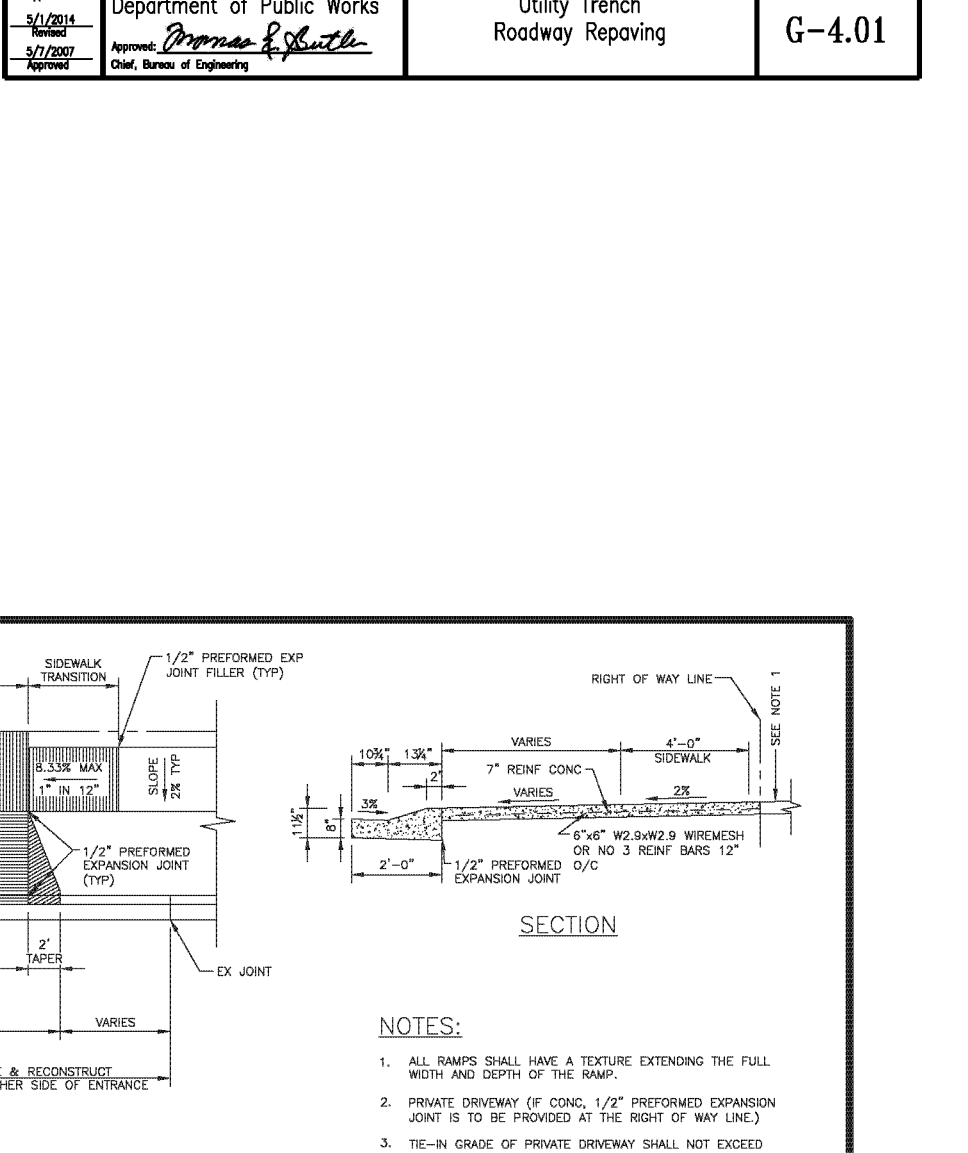 5/1/2014
Revised
5/7/2007
Approved
Department of Public Works
Approved: Thomas E. Butler
Chief, Bureau of Engineering
Utility Trench
Roadway Repaving
G-4.01
SIDEWALK
TRANSITION
1/2" PREFORMED EXP
JOINT FILLER (TYP)
8.33% MAX
1" IN 12"
SLOPE
2% TYP
1/2" PREFORMED
EXPANSION JOINT
(TYP)
2'
TAPER
EX JOINT
VARIES
& RECONSTRUCT
SIDE OF ENTRANCE
RIGHT OF WAY LINE
SEE NOTE 1
VARIES
4'-0"
SIDEWALK
10¾"
13¼"
2"
7" REINF CONC
VARIES
2%
3%
11½"
8"
6"x6" W2.9xW2.9 WIREMESH
OR NO 3 REINF BARS 12"
O/C
2'-0"
1/2" PREFORMED
EXPANSION JOINT
SECTION
NOTES:
1. ALL RAMPS SHALL HAVE A TEXTURE EXTENDING THE FULL
WIDTH AND DEPTH OF THE RAMP.
2. PRIVATE DRIVEWAY (IF CONC, 1/2" PREFORMED EXPANSION
JOINT IS TO BE PROVIDED AT THE RIGHT OF WAY LINE.)
3. TIE-IN GRADE OF PRIVATE DRIVEWAY SHALL NOT EXCEED